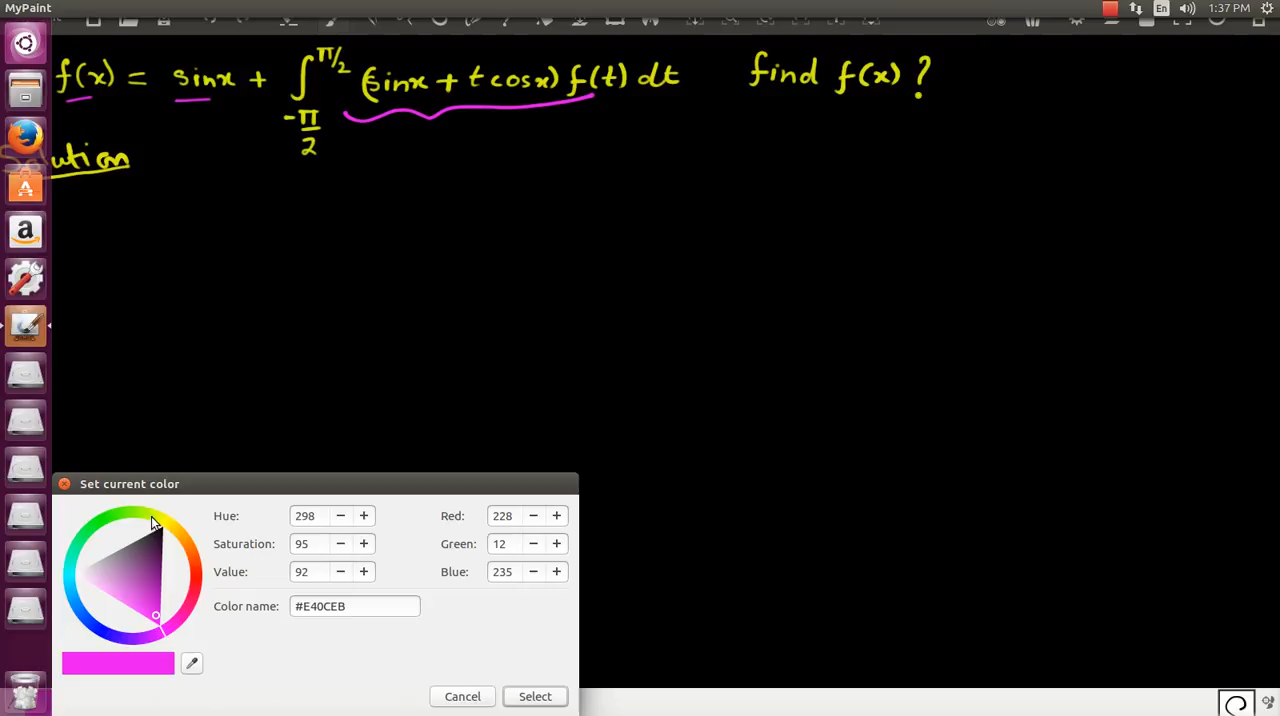 MyPaint
En
1:37 PM
f(x) = sinx + ∫_{-π/2}^{π/2} (sinx + t cosx) f(t) dt find f(x) ?
Solution
Set current color
Hue: 298 − + Red: 228 − +
Saturation: 95 − + Green: 12 − +
Value: 92 − + Blue: 235 − +
Color name: #E40CEB
Cancel Select